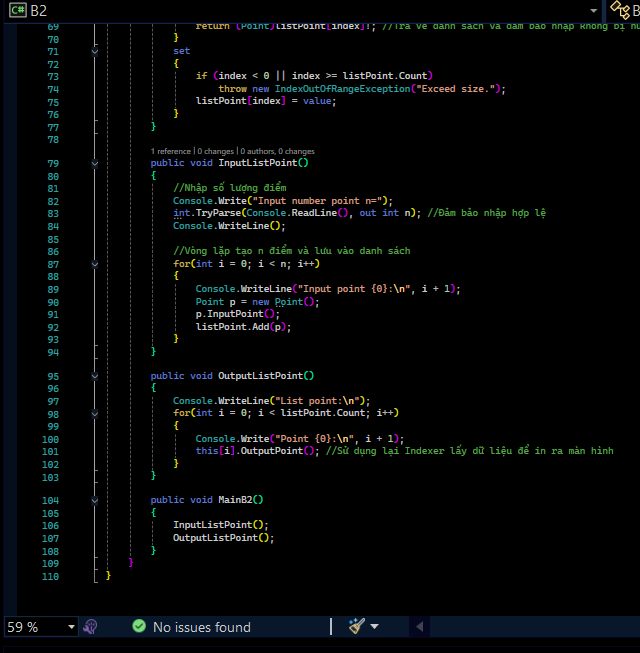 B2
69 return (Point)listPoint[index]!; //Trả về danh sách và đảm bảo nhập không bị
70 }
71 set
72 {
73 if (index < 0 || index >= listPoint.Count)
74 throw new IndexOutOfRangeException("Exceed size.");
75 listPoint[index] = value;
76 }
77 }
78
1 reference | 0 changes | 0 authors, 0 changes
79 public void InputListPoint()
80 {
81 //Nhập số lượng điểm
82 Console.Write("Input number point n=");
83 int.TryParse(Console.ReadLine(), out int n); //Đảm bảo nhập hợp lệ
84 Console.WriteLine();
85
86 //Vòng lặp tạo n điểm và lưu vào danh sách
87 for(int i = 0; i < n; i++)
88 {
89 Console.WriteLine("Input point {0}:\n", i + 1);
90 Point p = new Point();
91 p.InputPoint();
92 listPoint.Add(p);
93 }
94 }
95 public void OutputListPoint()
96 {
97 Console.WriteLine("List point:\n");
98 for(int i = 0; i < listPoint.Count; i++)
99 {
100 Console.Write("Point {0}:\n", i + 1);
101 this[i].OutputPoint(); //Sử dụng lại Indexer lấy dữ liệu để in ra màn hình
102 }
103 }
104 public void MainB2()
105 {
106 InputListPoint();
107 OutputListPoint();
108 }
109 }
110 }
59 % No issues found